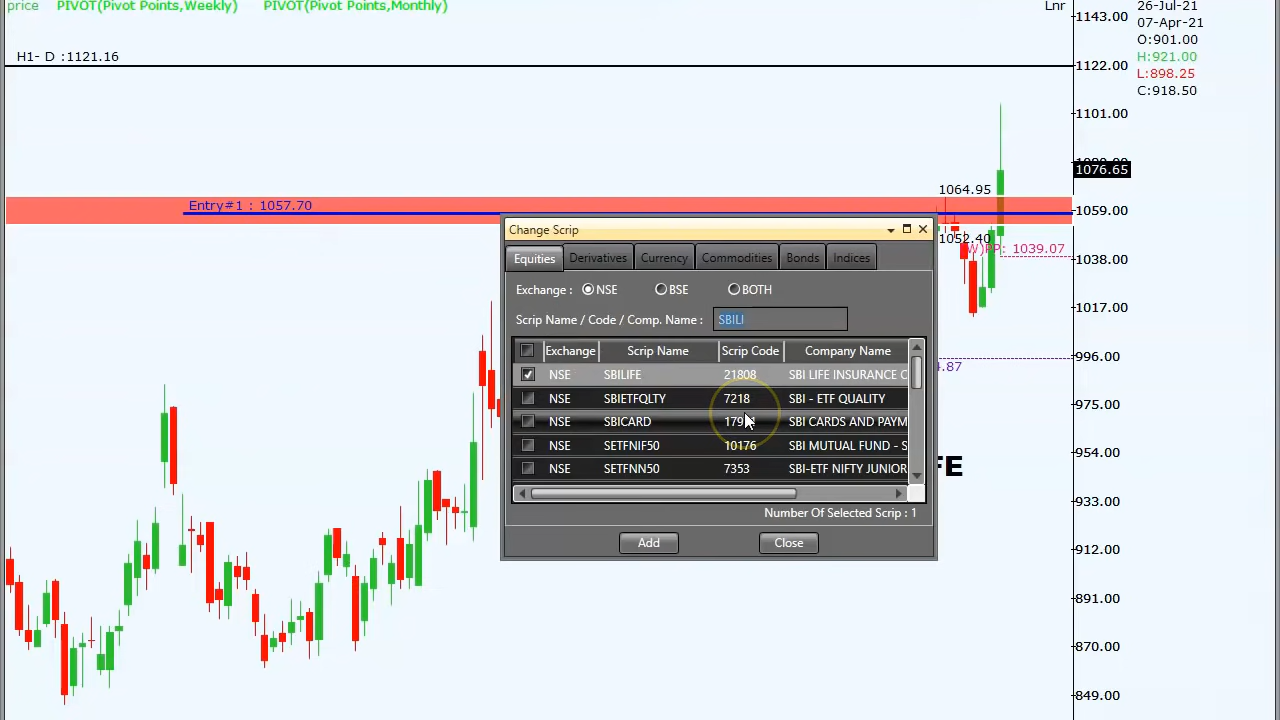 price PIVOT(Pivot Points,Weekly) PIVOT(Pivot Points,Monthly)
Lnr
26-Jul-21
07-Apr-21
O:901.00
H:921.00
L:898.25
C:918.50
H1- D :1121.16
1143.00
1122.00
1101.00
1076.65
1059.00
1038.00
1017.00
996.00
975.00
954.00
933.00
912.00
891.00
870.00
849.00
Entry#1 : 1057.70
1064.95
1052.40
PP: 1039.07
Change Scrip
Equities Derivatives Currency Commodities Bonds Indices
Exchange : NSE BSE BOTH
Scrip Name / Code / Comp. Name : SBILI
Exchange Scrip Name Scrip Code Company Name
NSE SBILIFE 21808 SBI LIFE INSURANCE C
NSE SBIETFQLTY 7218 SBI - ETF QUALITY
NSE SBICARD SBI CARDS AND PAYM
NSE SETFNIF50 10176 SBI MUTUAL FUND - S
NSE SETFNN50 7353 SBI-ETF NIFTY JUNIOR
Number Of Selected Scrip : 1
Add Close